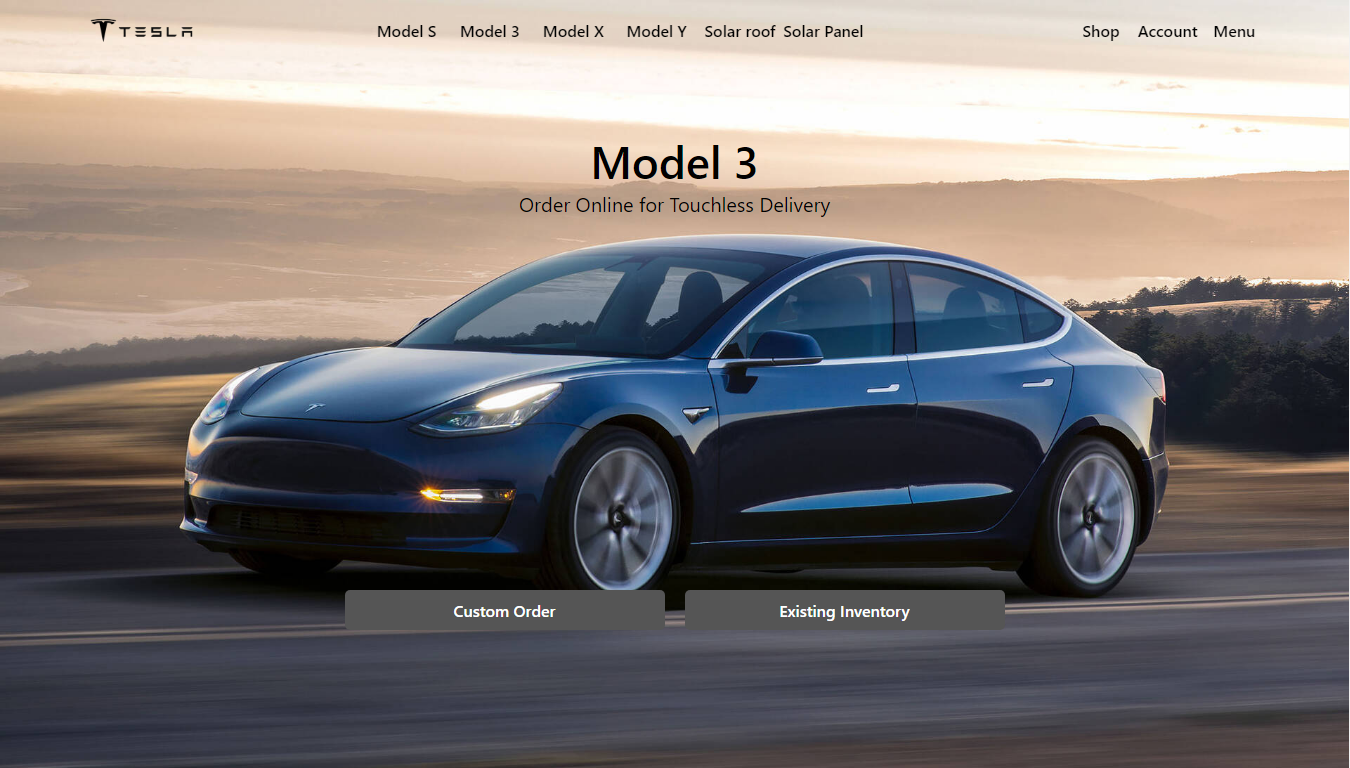 TESLA Model S Model 3 Model X Model Y Solar roof Solar Panel Shop Account Menu
Model 3
Order Online for Touchless Delivery
Custom Order Existing Inventory